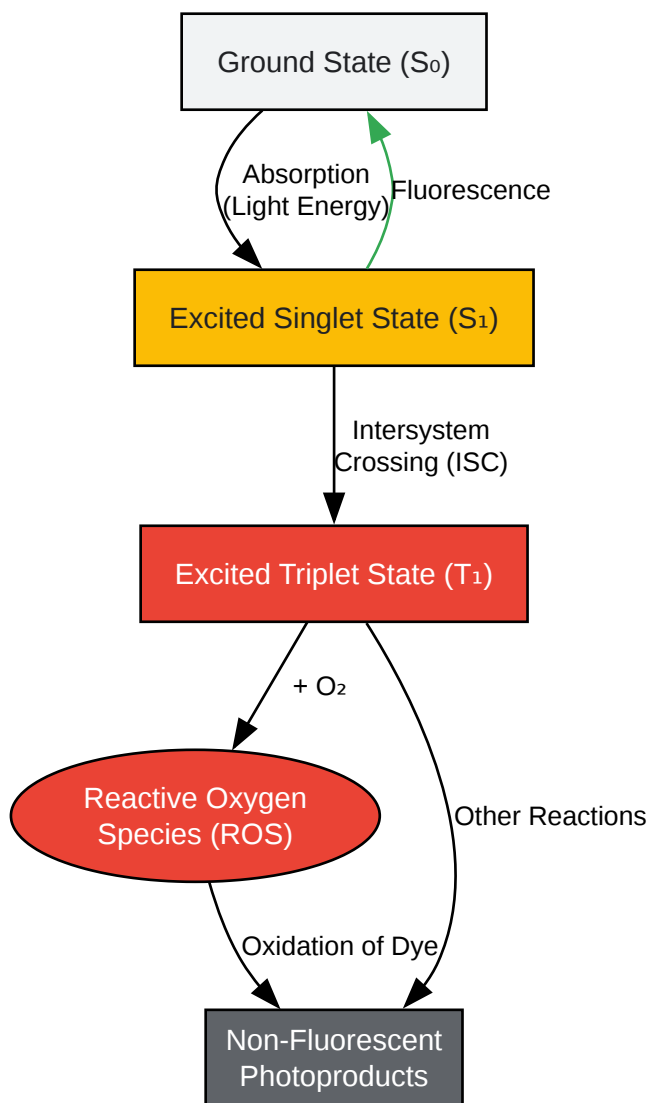 Ground State (S₀)
Absorption
(Light Energy)
Fluorescence
Excited Singlet State (S₁)
Intersystem
Crossing (ISC)
Excited Triplet State (T₁)
+ O₂
Reactive Oxygen
Species (ROS)
Other Reactions
Oxidation of Dye
Non-Fluorescent
Photoproducts